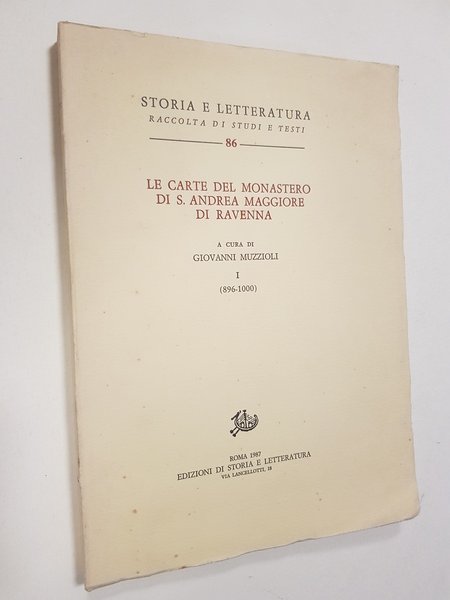 STORIA E LETTERATURA
RACCOLTA DI STUDI E TESTI
86
LE CARTE DEL MONASTERO
DI S. ANDREA MAGGIORE
DI RAVENNA
A CURA DI
GIOVANNI MUZZIOLI
I
(896-1000)
ROMA 1987
EDIZIONI DI STORIA E LETTERATURA
VIA LANCELLOTTI, 18